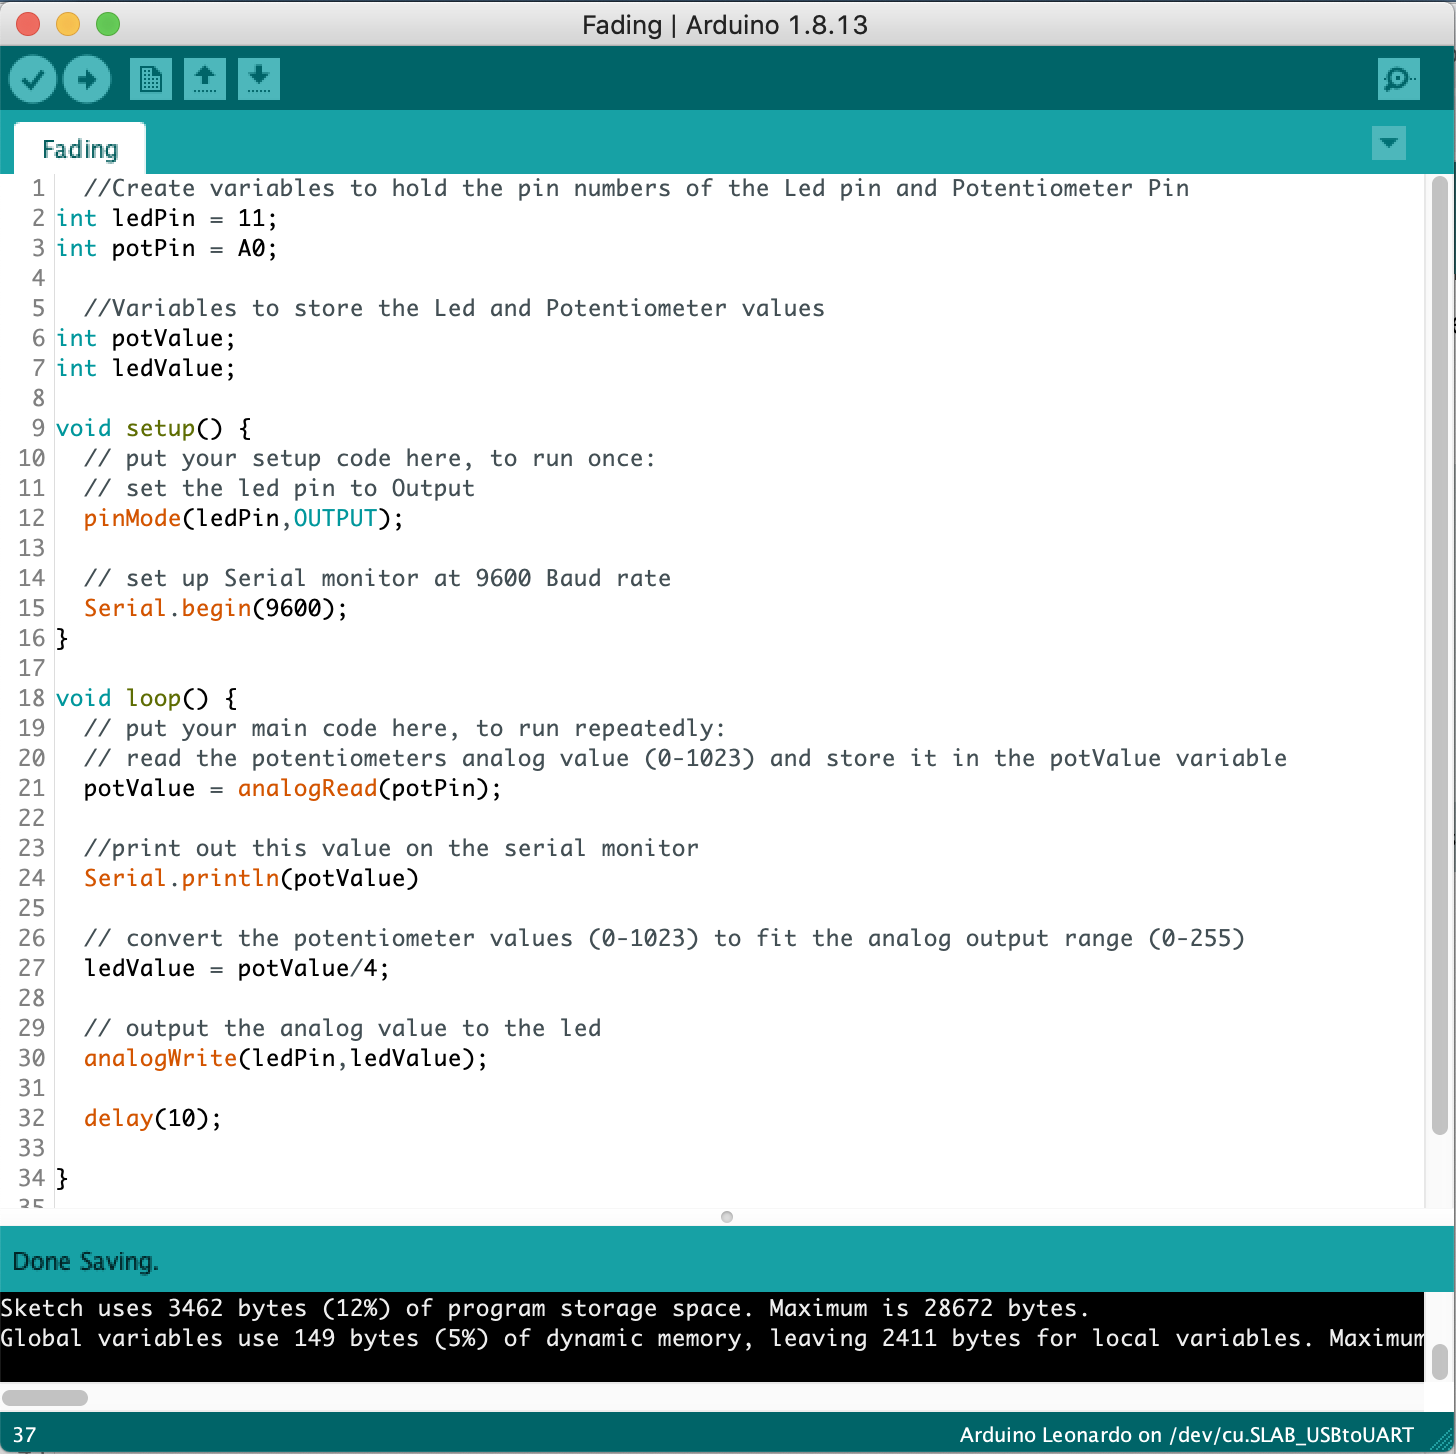 Fading | Arduino 1.8.13
Fading
1 //Create variables to hold the pin numbers of the Led pin and Potentiometer Pin
2 int ledPin = 11;
3 int potPin = A0;
4
5 //Variables to store the Led and Potentiometer values
6 int potValue;
7 int ledValue;
8
9 void setup() {
10 // put your setup code here, to run once:
11 // set the led pin to Output
12 pinMode(ledPin,OUTPUT);
13
14 // set up Serial monitor at 9600 Baud rate
15 Serial.begin(9600);
16 }
17
18 void loop() {
19 // put your main code here, to run repeatedly:
20 // read the potentiometers analog value (0-1023) and store it in the potValue variable
21 potValue = analogRead(potPin);
22
23 //print out this value on the serial monitor
24 Serial.println(potValue)
25
26 // convert the potentiometer values (0-1023) to fit the analog output range (0-255)
27 ledValue = potValue/4;
28
29 // output the analog value to the led
30 analogWrite(ledPin,ledValue);
31
32 delay(10);
33
34 }
35
Done Saving.
Sketch uses 3462 bytes (12%) of program storage space. Maximum is 28672 bytes.
Global variables use 149 bytes (5%) of dynamic memory, leaving 2411 bytes for local variables. Maximum
37 Arduino Leonardo on /dev/cu.SLAB_USBtoUART